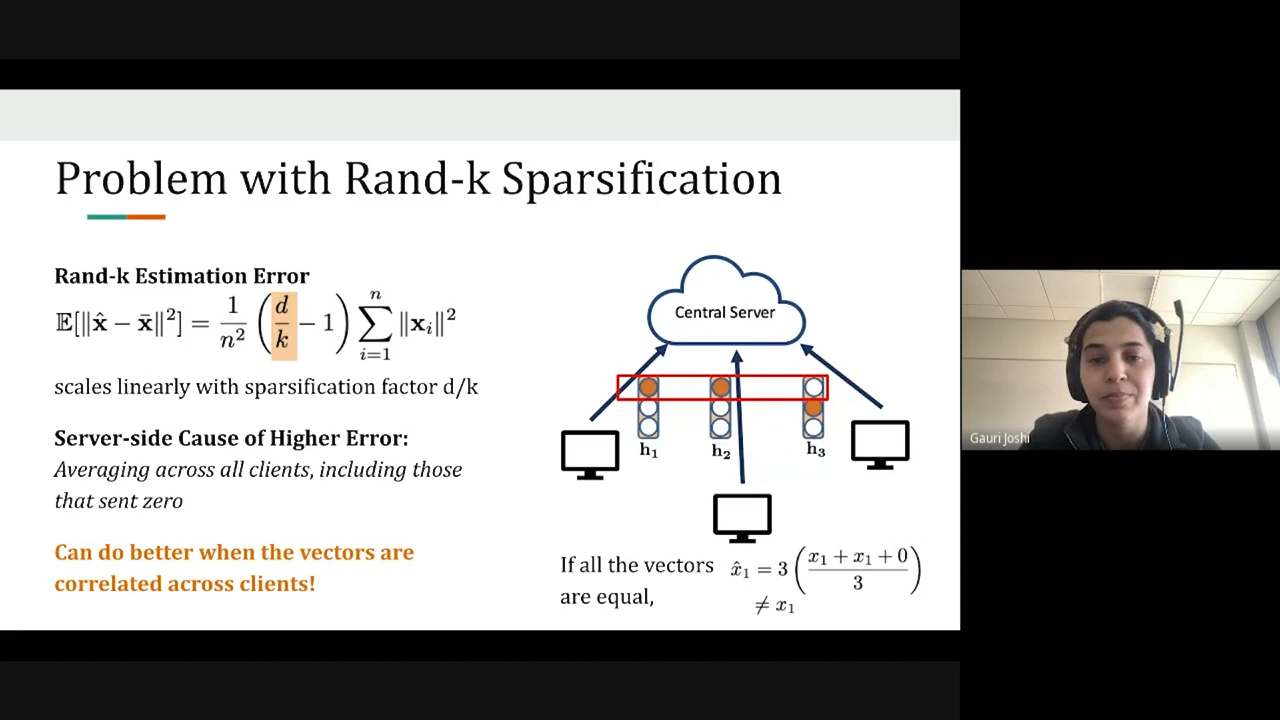 Problem with Rand-k Sparsification
Rand-k Estimation Error
𝔼[‖x̂ − x̄‖²] = 1/n² (d/k − 1) ∑ᵢ₌₁ⁿ ‖xᵢ‖²
scales linearly with sparsification factor d/k
Server-side Cause of Higher Error:
Averaging across all clients, including those
that sent zero
Can do better when the vectors are
correlated across clients!
Central Server
h₁ h₂ h₃
If all the vectors
are equal,
x̂₁ = 3 ((x₁ + x₁ + 0)/3)
≠ x₁
Gauri Joshi